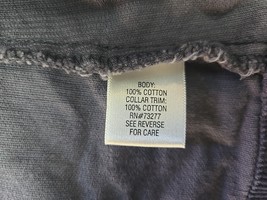 BODY:
100% COTTON
COLLAR TRIM:
100% COTTON
RN#73277
SEE REVERSE
FOR CARE